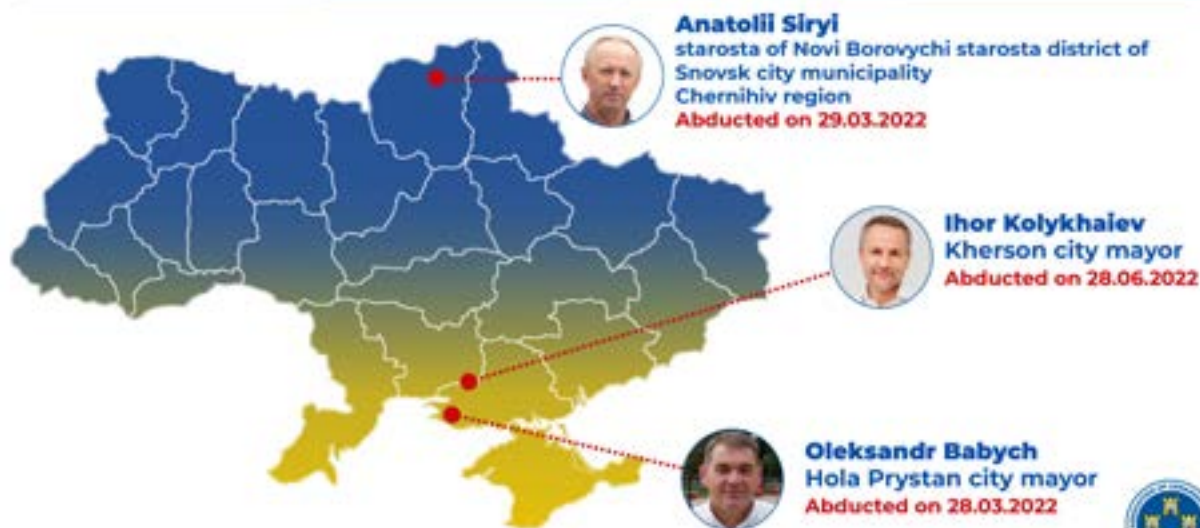 Anatolii Siryi
starosta of Novi Borovychi starosta district of
Snovsk city municipality
Chernihiv region
Abducted on 29.03.2022
Ihor Kolykhaiev
Kherson city mayor
Abducted on 28.06.2022
Oleksandr Babych
Hola Prystan city mayor
Abducted on 28.03.2022